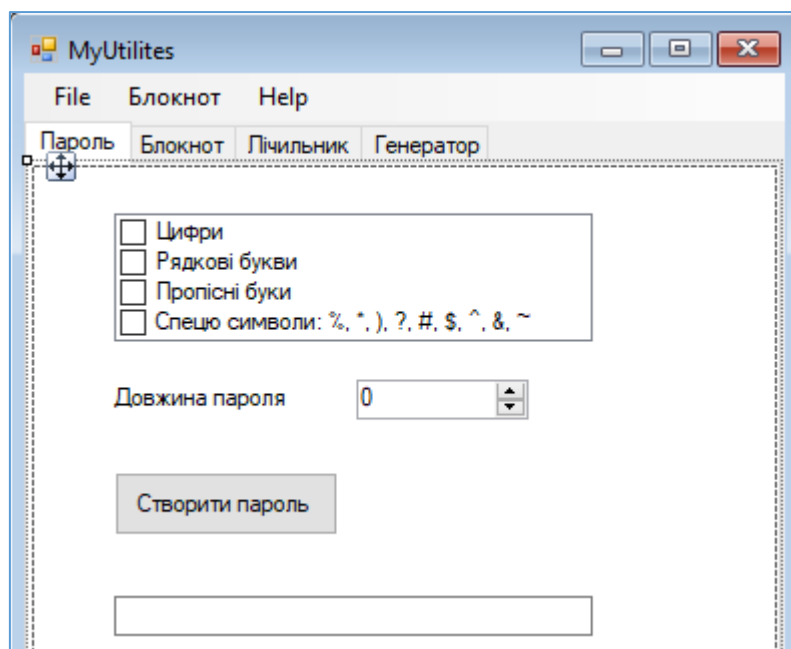 MyUtilites
File Блокнот Help
Пароль Блокнот Лічильник Генератор
Цифри
Рядкові букви
Пропісні буки
Спецю символи: %, *, ), ?, #, $, ^, &, ~
Довжина пароля 0
Створити пароль